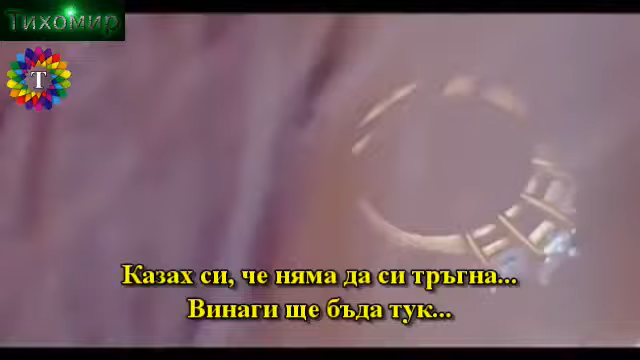 Тихомир
T
Казах си, че няма да си тръгна...
Винаги ще бъда тук...